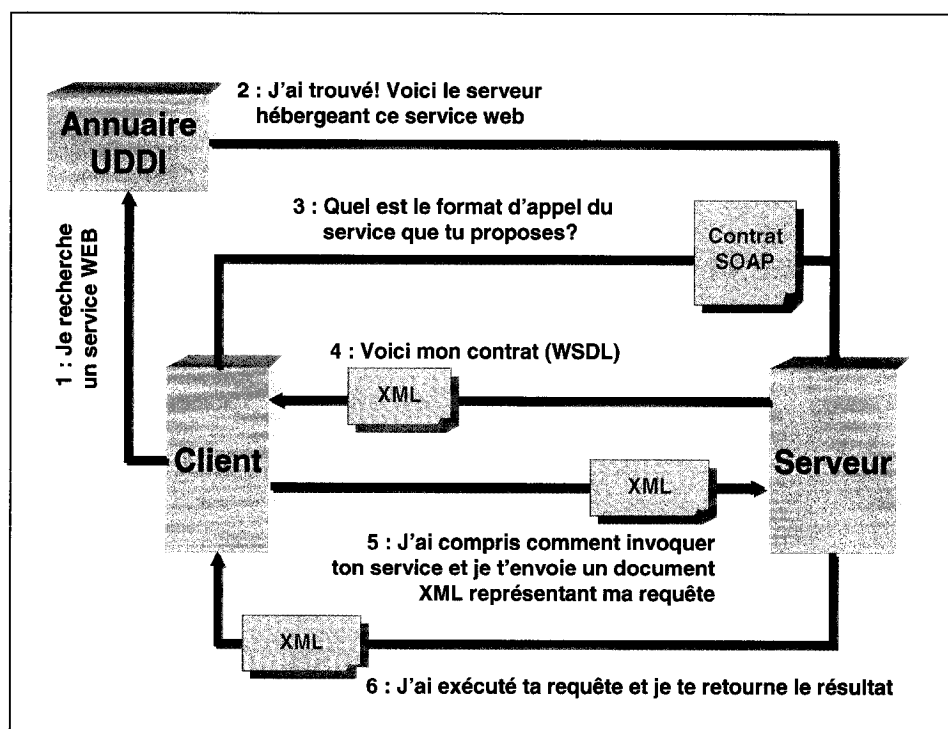 2 : J'ai trouvé! Voici le serveur
hébergeant ce service web
Annuaire
UDDI
3 : Quel est le format d'appel du
service que tu proposes?
Contrat
SOAP
1 : Je recherche
un service WEB
4 : Voici mon contrat (WSDL)
XML
Client
Serveur
XML
5 : J'ai compris comment invoquer
ton service et je t'envoie un document
XML représentant ma requête
XML
6 : J'ai exécuté ta requête et je te retourne le résultat